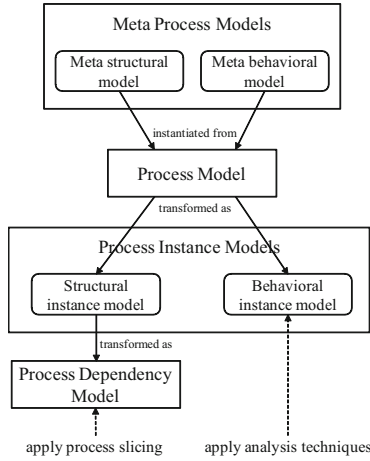 Meta Process Models
Meta structural
model
Meta behavioral
model
instantiated from
Process Model
transformed as
Process Instance Models
Structural
instance model
Behavioral
instance model
transformed as
Process Dependency
Model
apply process slicing
apply analysis techniques